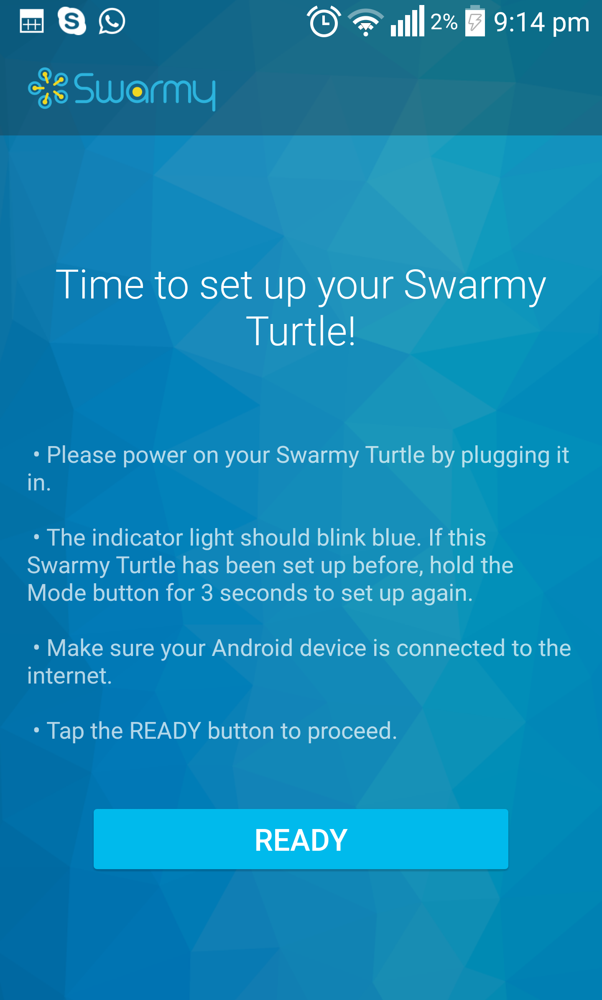 2% 9:14 pm
Swarmy
Time to set up your Swarmy
Turtle!
• Please power on your Swarmy Turtle by plugging it
in.
• The indicator light should blink blue. If this
Swarmy Turtle has been set up before, hold the
Mode button for 3 seconds to set up again.
• Make sure your Android device is connected to the
internet.
• Tap the READY button to proceed.
READY